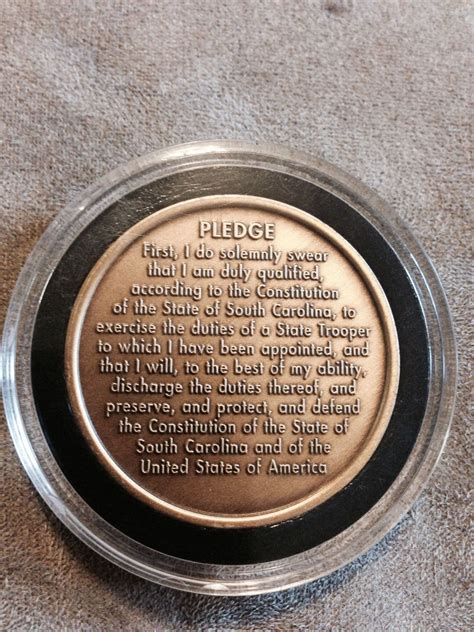 PLEDGE
First, I do solemnly swear
that I am duly qualified,
according to the Constitution
of the State of South Carolina, to
exercise the duties of a State Trooper
to which I have been appointed, and
that I will, to the best of my ability,
discharge the duties thereof, and
preserve, and protect, and defend
the Constitution of the State of
South Carolina and of the
United States of America